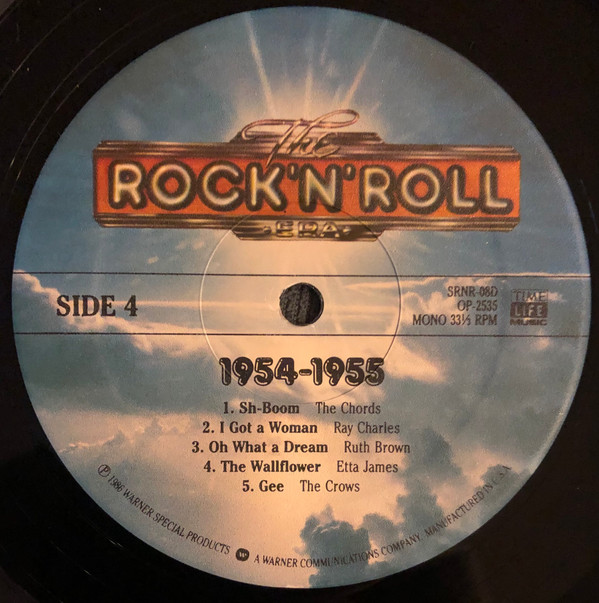 The
ROCK'N'ROLL
·ERA·
SIDE 4
SRNR-08D
OP-2535
MONO 33⅓ RPM
TIME
LIFE
MUSIC
1954-1955
1. Sh-Boom The Chords
2. I Got a Woman Ray Charles
3. Oh What a Dream Ruth Brown
4. The Wallflower Etta James
5. Gee The Crows
℗ 1986 WARNER SPECIAL PRODUCTS A WARNER COMMUNICATIONS COMPANY. MANUFACTURED IN U.S.A.